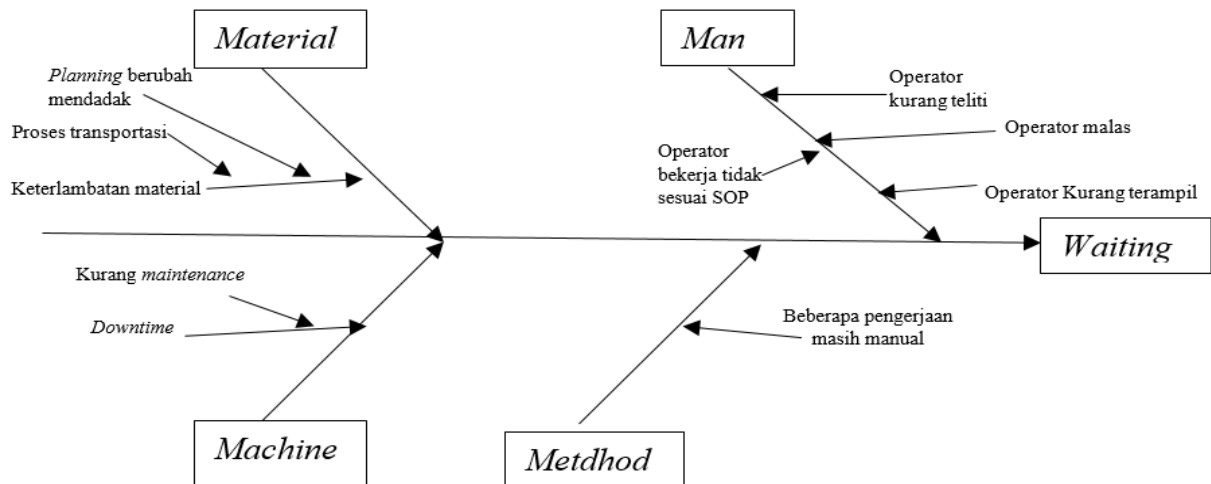 Material
Man
Planning berubah
mendadak
Proses transportasi
Keterlambatan material
Operator
kurang teliti
Operator malas
Operator
bekerja tidak
sesuai SOP
Operator Kurang terampil
Waiting
Kurang maintenance
Downtime
Beberapa pengerjaan
masih manual
Machine
Metdhod